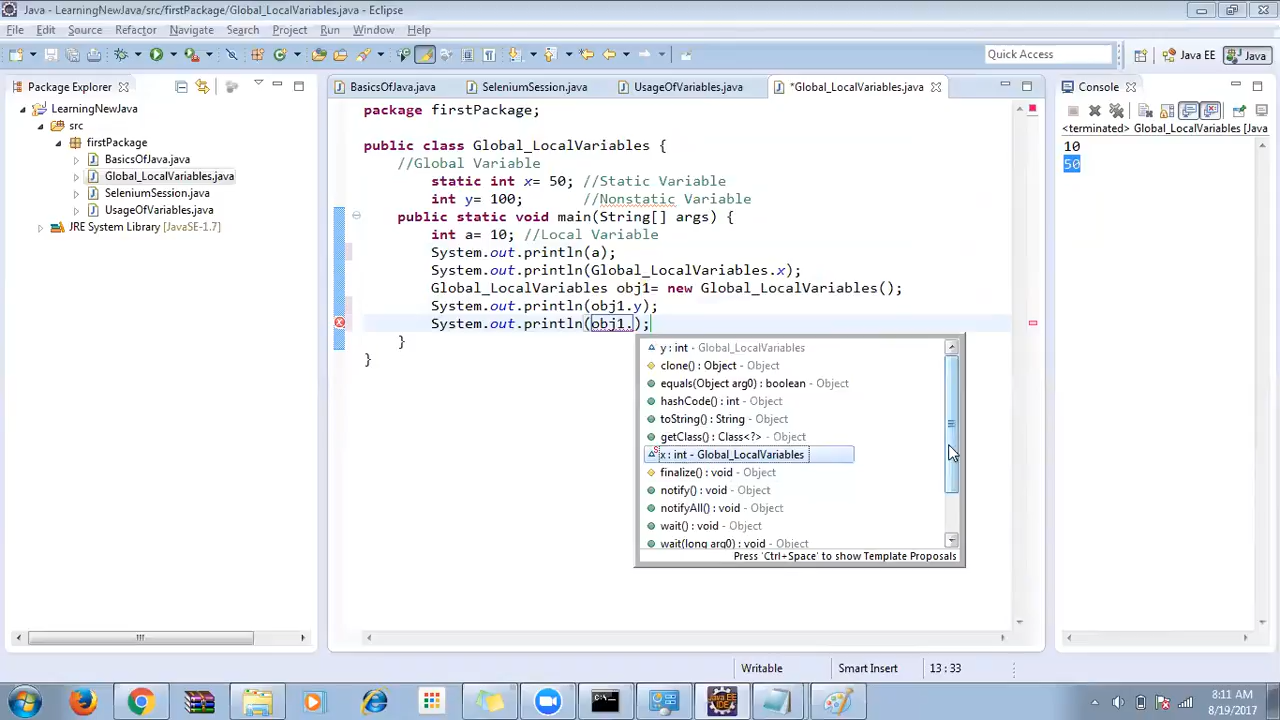 Java - LearningNewJava/src/firstPackage/Global_LocalVariables.java - Eclipse
File Edit Source Refactor Navigate Search Project Run Window Help
Quick Access
Java EE
Java
Package Explorer
LearningNewJava
src
firstPackage
BasicsOfJava.java
Global_LocalVariables.java
SeleniumSession.java
UsageOfVariables.java
JRE System Library [JavaSE-1.7]
BasicsOfJava.java SeleniumSession.java UsageOfVariables.java *Global_LocalVariables.java
package firstPackage;
public class Global_LocalVariables {
//Global Variable
static int x= 50; //Static Variable
int y= 100; //Nonstatic Variable
public static void main(String[] args) {
int a= 10; //Local Variable
System.out.println(a);
System.out.println(Global_LocalVariables.x);
Global_LocalVariables obj1= new Global_LocalVariables();
System.out.println(obj1.y);
System.out.println(obj1.);
}
}
y : int - Global_LocalVariables
clone() : Object - Object
equals(Object arg0) : boolean - Object
hashCode() : int - Object
toString() : String - Object
getClass() : Class<?> - Object
x : int - Global_LocalVariables
finalize() : void - Object
notify() : void - Object
notifyAll() : void - Object
wait() : void - Object
wait(long arg0) : void - Object
Press 'Ctrl+Space' to show Template Proposals
Console
<terminated> Global_LocalVariables [Java
10
50
Writable Smart Insert 13 : 33
8:11 AM
8/19/2017